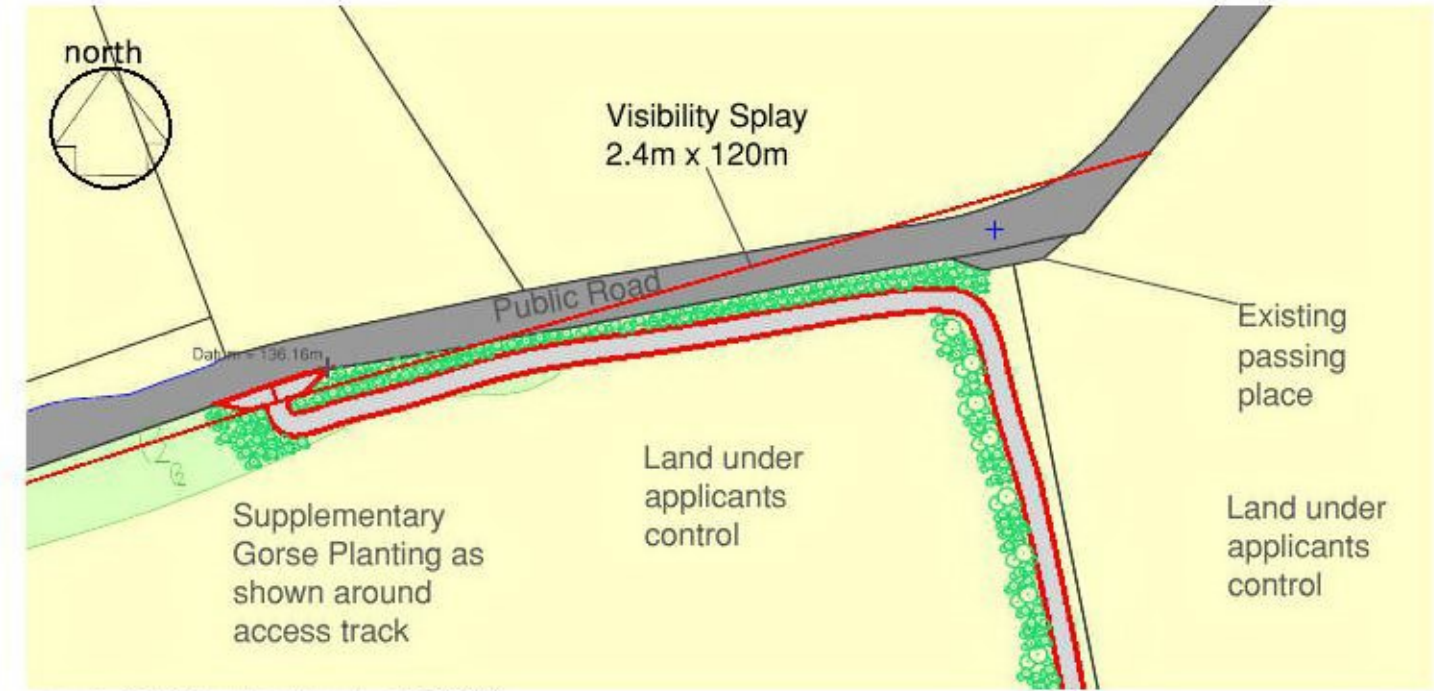 north
Visibility Splay
2.4m x 120m
Public Road
Datum = 136.16m
Existing
passing
place
Land under
applicants
control
Land under
applicants
control
Supplementary
Gorse Planting as
shown around
access track